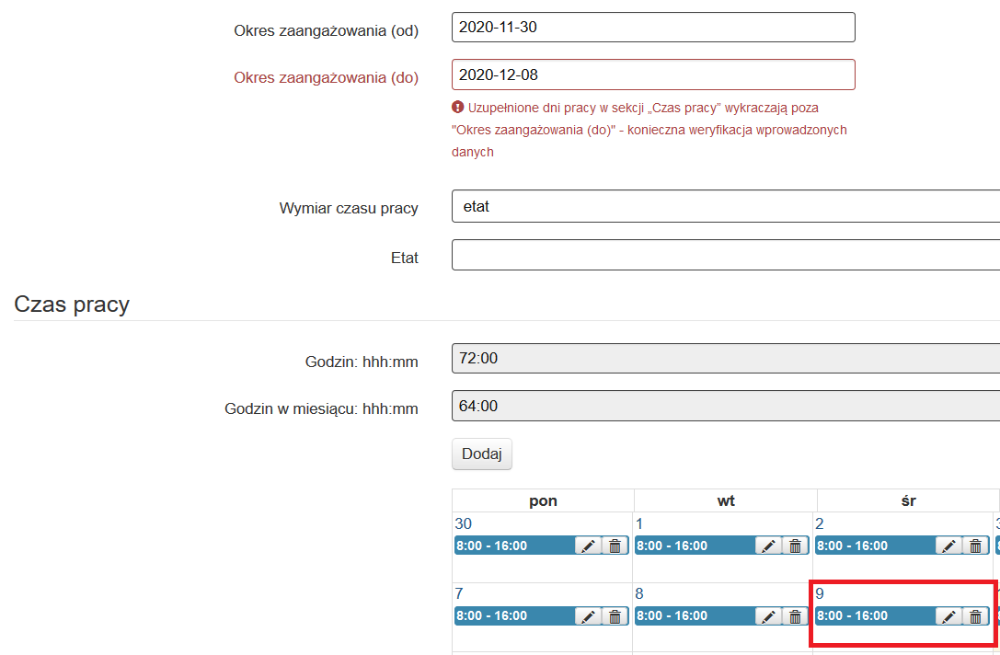 Okres zaangażowania (od) 2020-11-30
Okres zaangażowania (do) 2020-12-08
Uzupełnione dni pracy w sekcji „Czas pracy” wykraczają poza
"Okres zaangażowania (do)" - konieczna weryfikacja wprowadzonych
danych
Wymiar czasu pracy etat
Etat
Czas pracy
Godzin: hhh:mm 72:00
Godzin w miesiącu: hhh:mm 64:00
Dodaj
pon wt śr
30 1 2
8:00 - 16:00 8:00 - 16:00 8:00 - 16:00
7 8 9
8:00 - 16:00 8:00 - 16:00 8:00 - 16:00